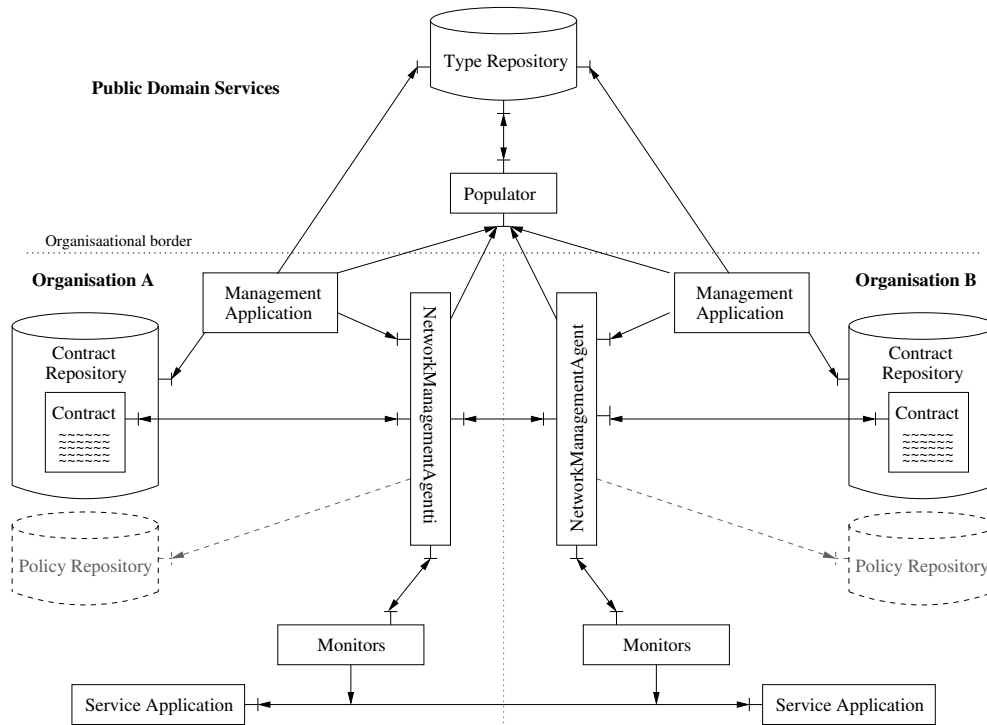 Type Repository
Public Domain Services
Populator
Organisaational border
Organisation A
Organisation B
Management
Application
Management
Application
NetworkManagementAgentti
NetworkManagementAgent
Contract
Repository
Contract
Contract
Repository
Contract
Policy Repository
Policy Repository
Monitors
Monitors
Service Application
Service Application